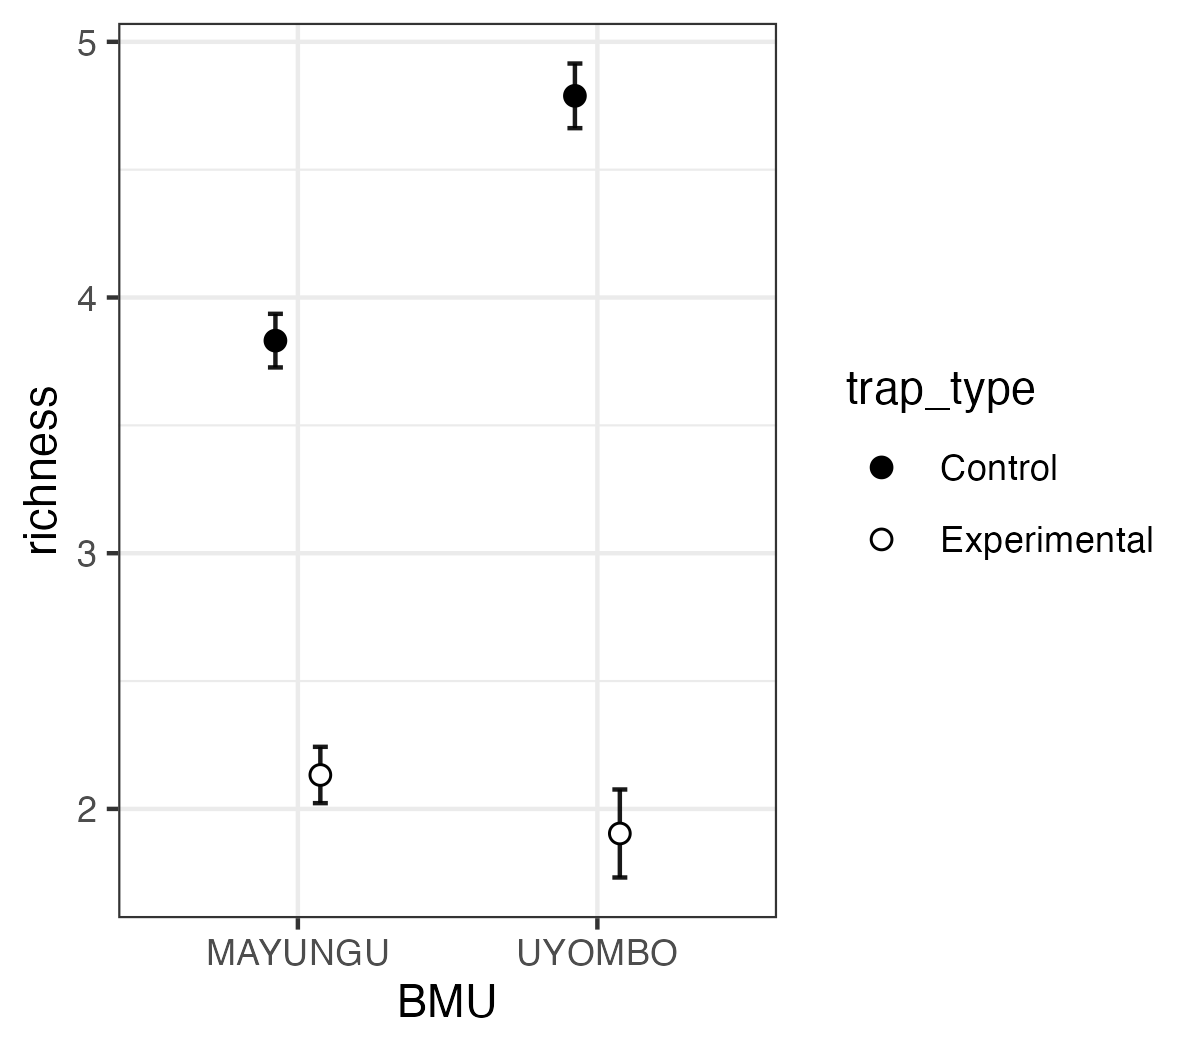 richness
5
4
3
2
MAYUNGU UYOMBO
BMU
trap_type
Control
Experimental